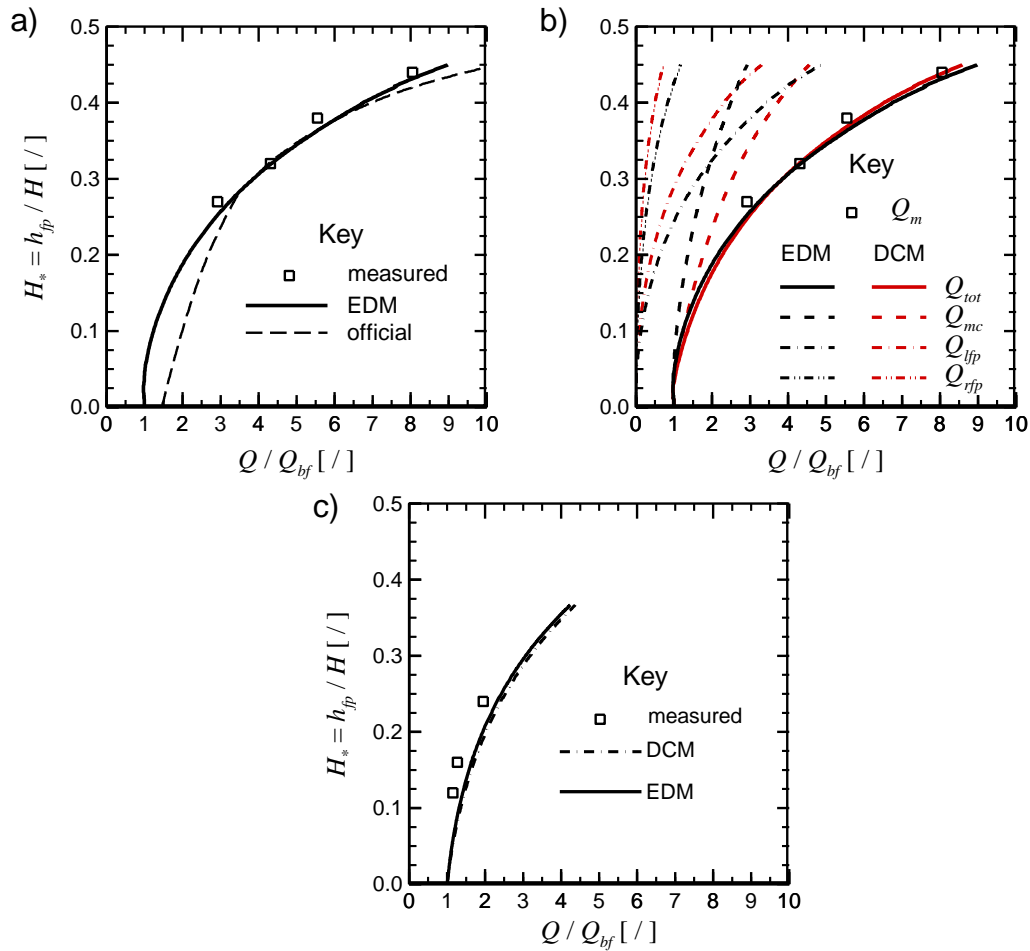 a)
0.5
0.4
0.3
0.2
0.1
0.0
H* = hfp / H [ / ]
Key
measured
EDM
official
0 1 2 3 4 5 6 7 8 9 10
Q / Qbf [ / ]
b)
0.5
0.4
0.3
0.2
0.1
0.0
Key
Qm
EDM DCM
Qtot
Qmc
Qlfp
Qrfp
0 1 2 3 4 5 6 7 8 9 10
Q / Qbf [ / ]
c)
0.5
0.4
0.3
0.2
0.1
0.0
H* = hfp / H [ / ]
Key
measured
DCM
EDM
0 1 2 3 4 5 6 7 8 9 10
Q / Qbf [ / ]